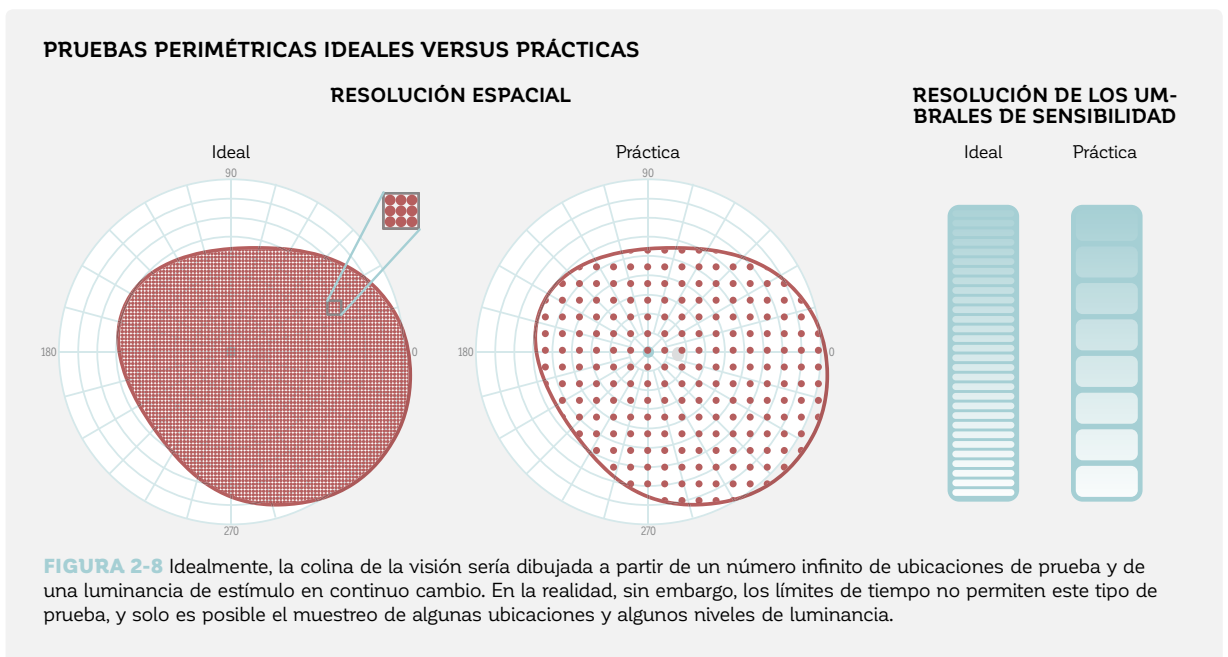 PRUEBAS PERIMÉTRICAS IDEALES VERSUS PRÁCTICAS
RESOLUCIÓN ESPACIAL
RESOLUCIÓN DE LOS UM-
BRALES DE SENSIBILIDAD
Ideal
Práctica
Ideal
Práctica
90
180
0
270
90
180
0
270
FIGURA 2-8 Idealmente, la colina de la visión sería dibujada a partir de un número infinito de ubicaciones de prueba y de
una luminancia de estímulo en continuo cambio. En la realidad, sin embargo, los límites de tiempo no permiten este tipo de
prueba, y solo es posible el muestreo de algunas ubicaciones y algunos niveles de luminancia.